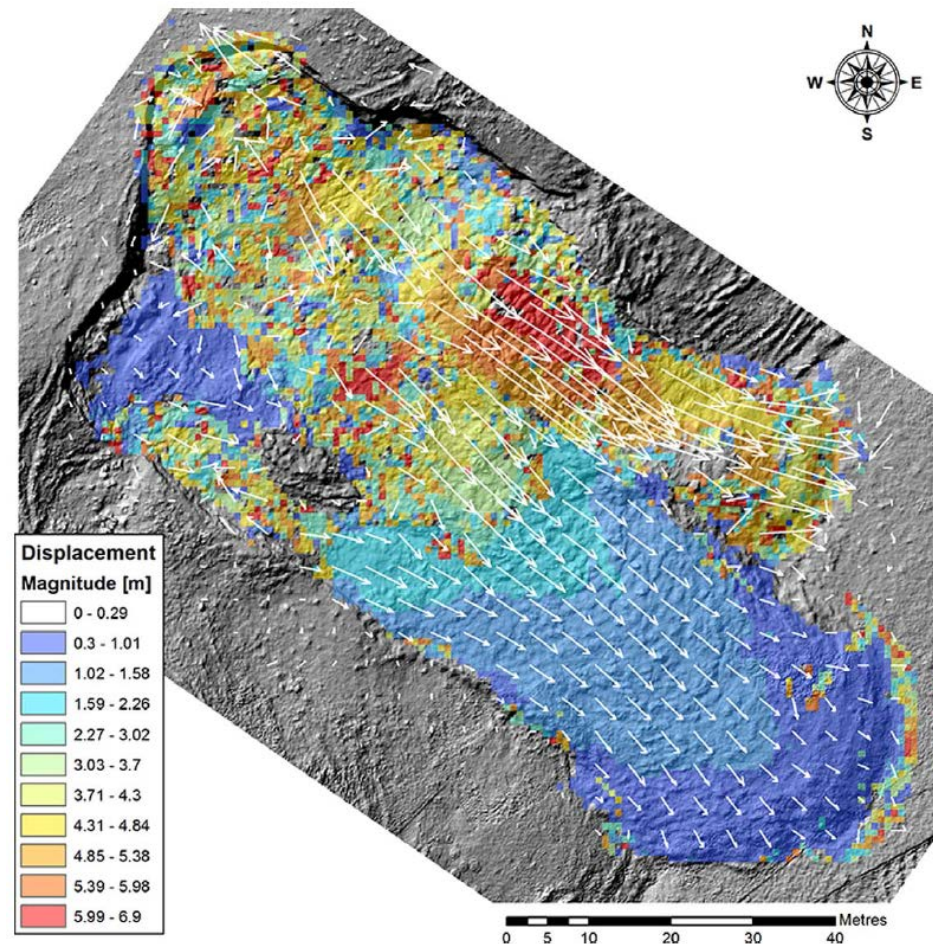 N
W E
S
Displacement
Magnitude [m]
0 - 0.29
0.3 - 1.01
1.02 - 1.58
1.59 - 2.26
2.27 - 3.02
3.03 - 3.7
3.71 - 4.3
4.31 - 4.84
4.85 - 5.38
5.39 - 5.98
5.99 - 6.9
Metres
0 5 10 20 30 40